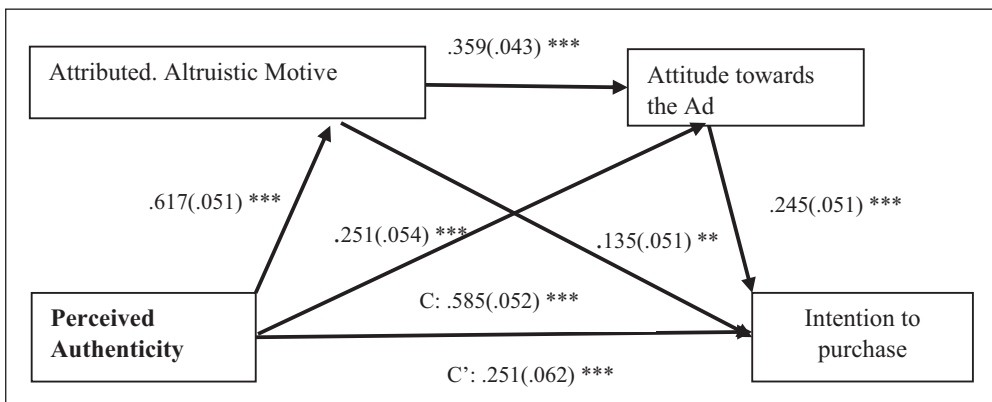 .359(.043) ***
Attributed. Altruistic Motive
Attitude towards
the Ad
.617(.051) ***
.251(.054) ***
.135(.051) **
.245(.051) ***
Perceived
Authenticity
C: .585(.052) ***
Intention to
purchase
C’: .251(.062) ***